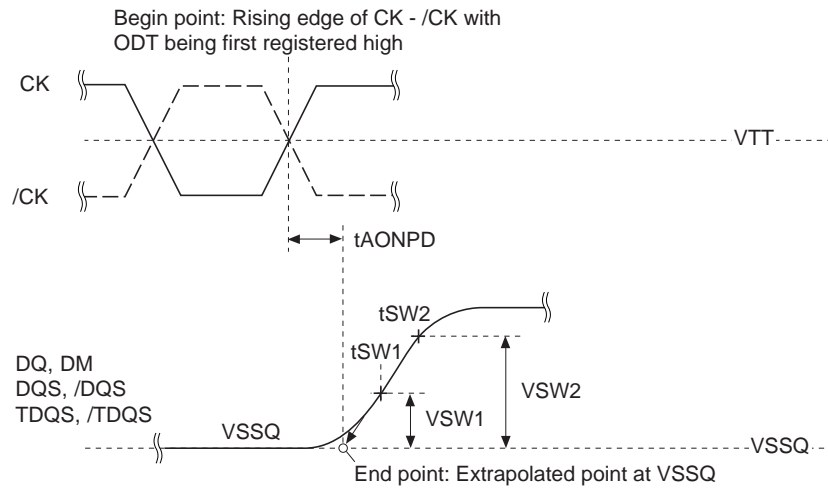 Begin point: Rising edge of CK - /CK with
ODT being first registered high
CK
VTT
/CK
tAONPD
tSW2
tSW1
DQ, DM
DQS, /DQS
TDQS, /TDQS
VSW2
VSW1
VSSQ
VSSQ
End point: Extrapolated point at VSSQ